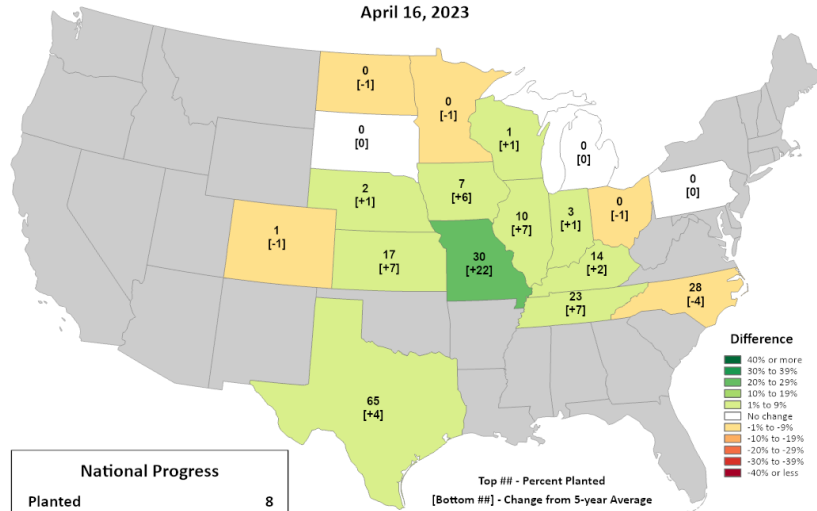 April 16, 2023
0
[-1]
0
[-1]
0
[0]
1
[+1]
0
[0]
2
[+1]
7
[+6]
10
[+7]
3
[+1]
0
[-1]
0
[0]
1
[-1]
17
[+7]
30
[+22]
14
[+2]
23
[+7]
28
[-4]
65
[+4]
Difference
40% or more
30% to 39%
20% to 29%
10% to 19%
1% to 9%
No change
-1% to -9%
-10% to -19%
-20% to -29%
-30% to -39%
-40% or less
National Progress
Planted 8
Top ## - Percent Planted
[Bottom ##] - Change from 5-year Average